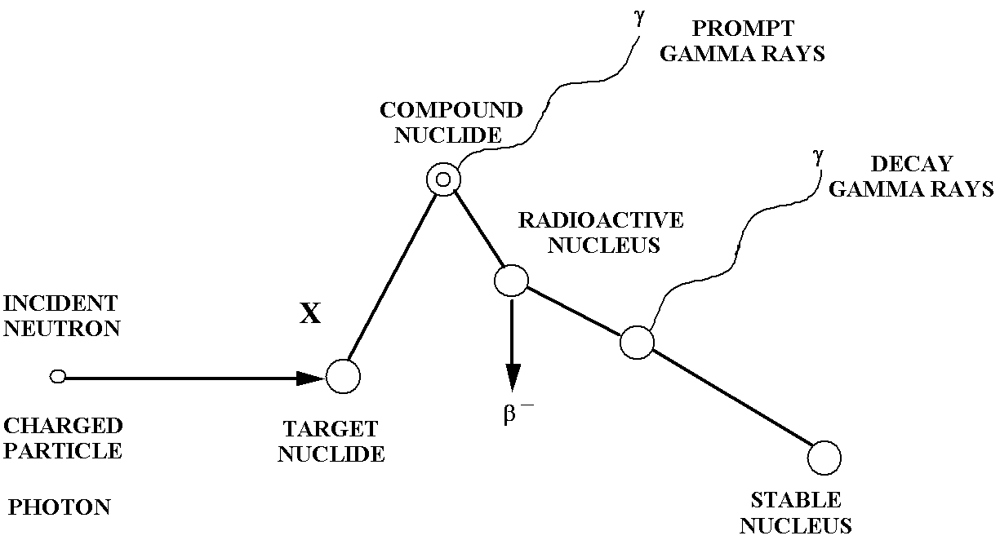 γ
PROMPT
GAMMA RAYS
COMPOUND
NUCLIDE
γ
DECAY
GAMMA RAYS
RADIOACTIVE
NUCLEUS
INCIDENT
NEUTRON
X
β−
CHARGED
PARTICLE
TARGET
NUCLIDE
PHOTON
STABLE
NUCLEUS